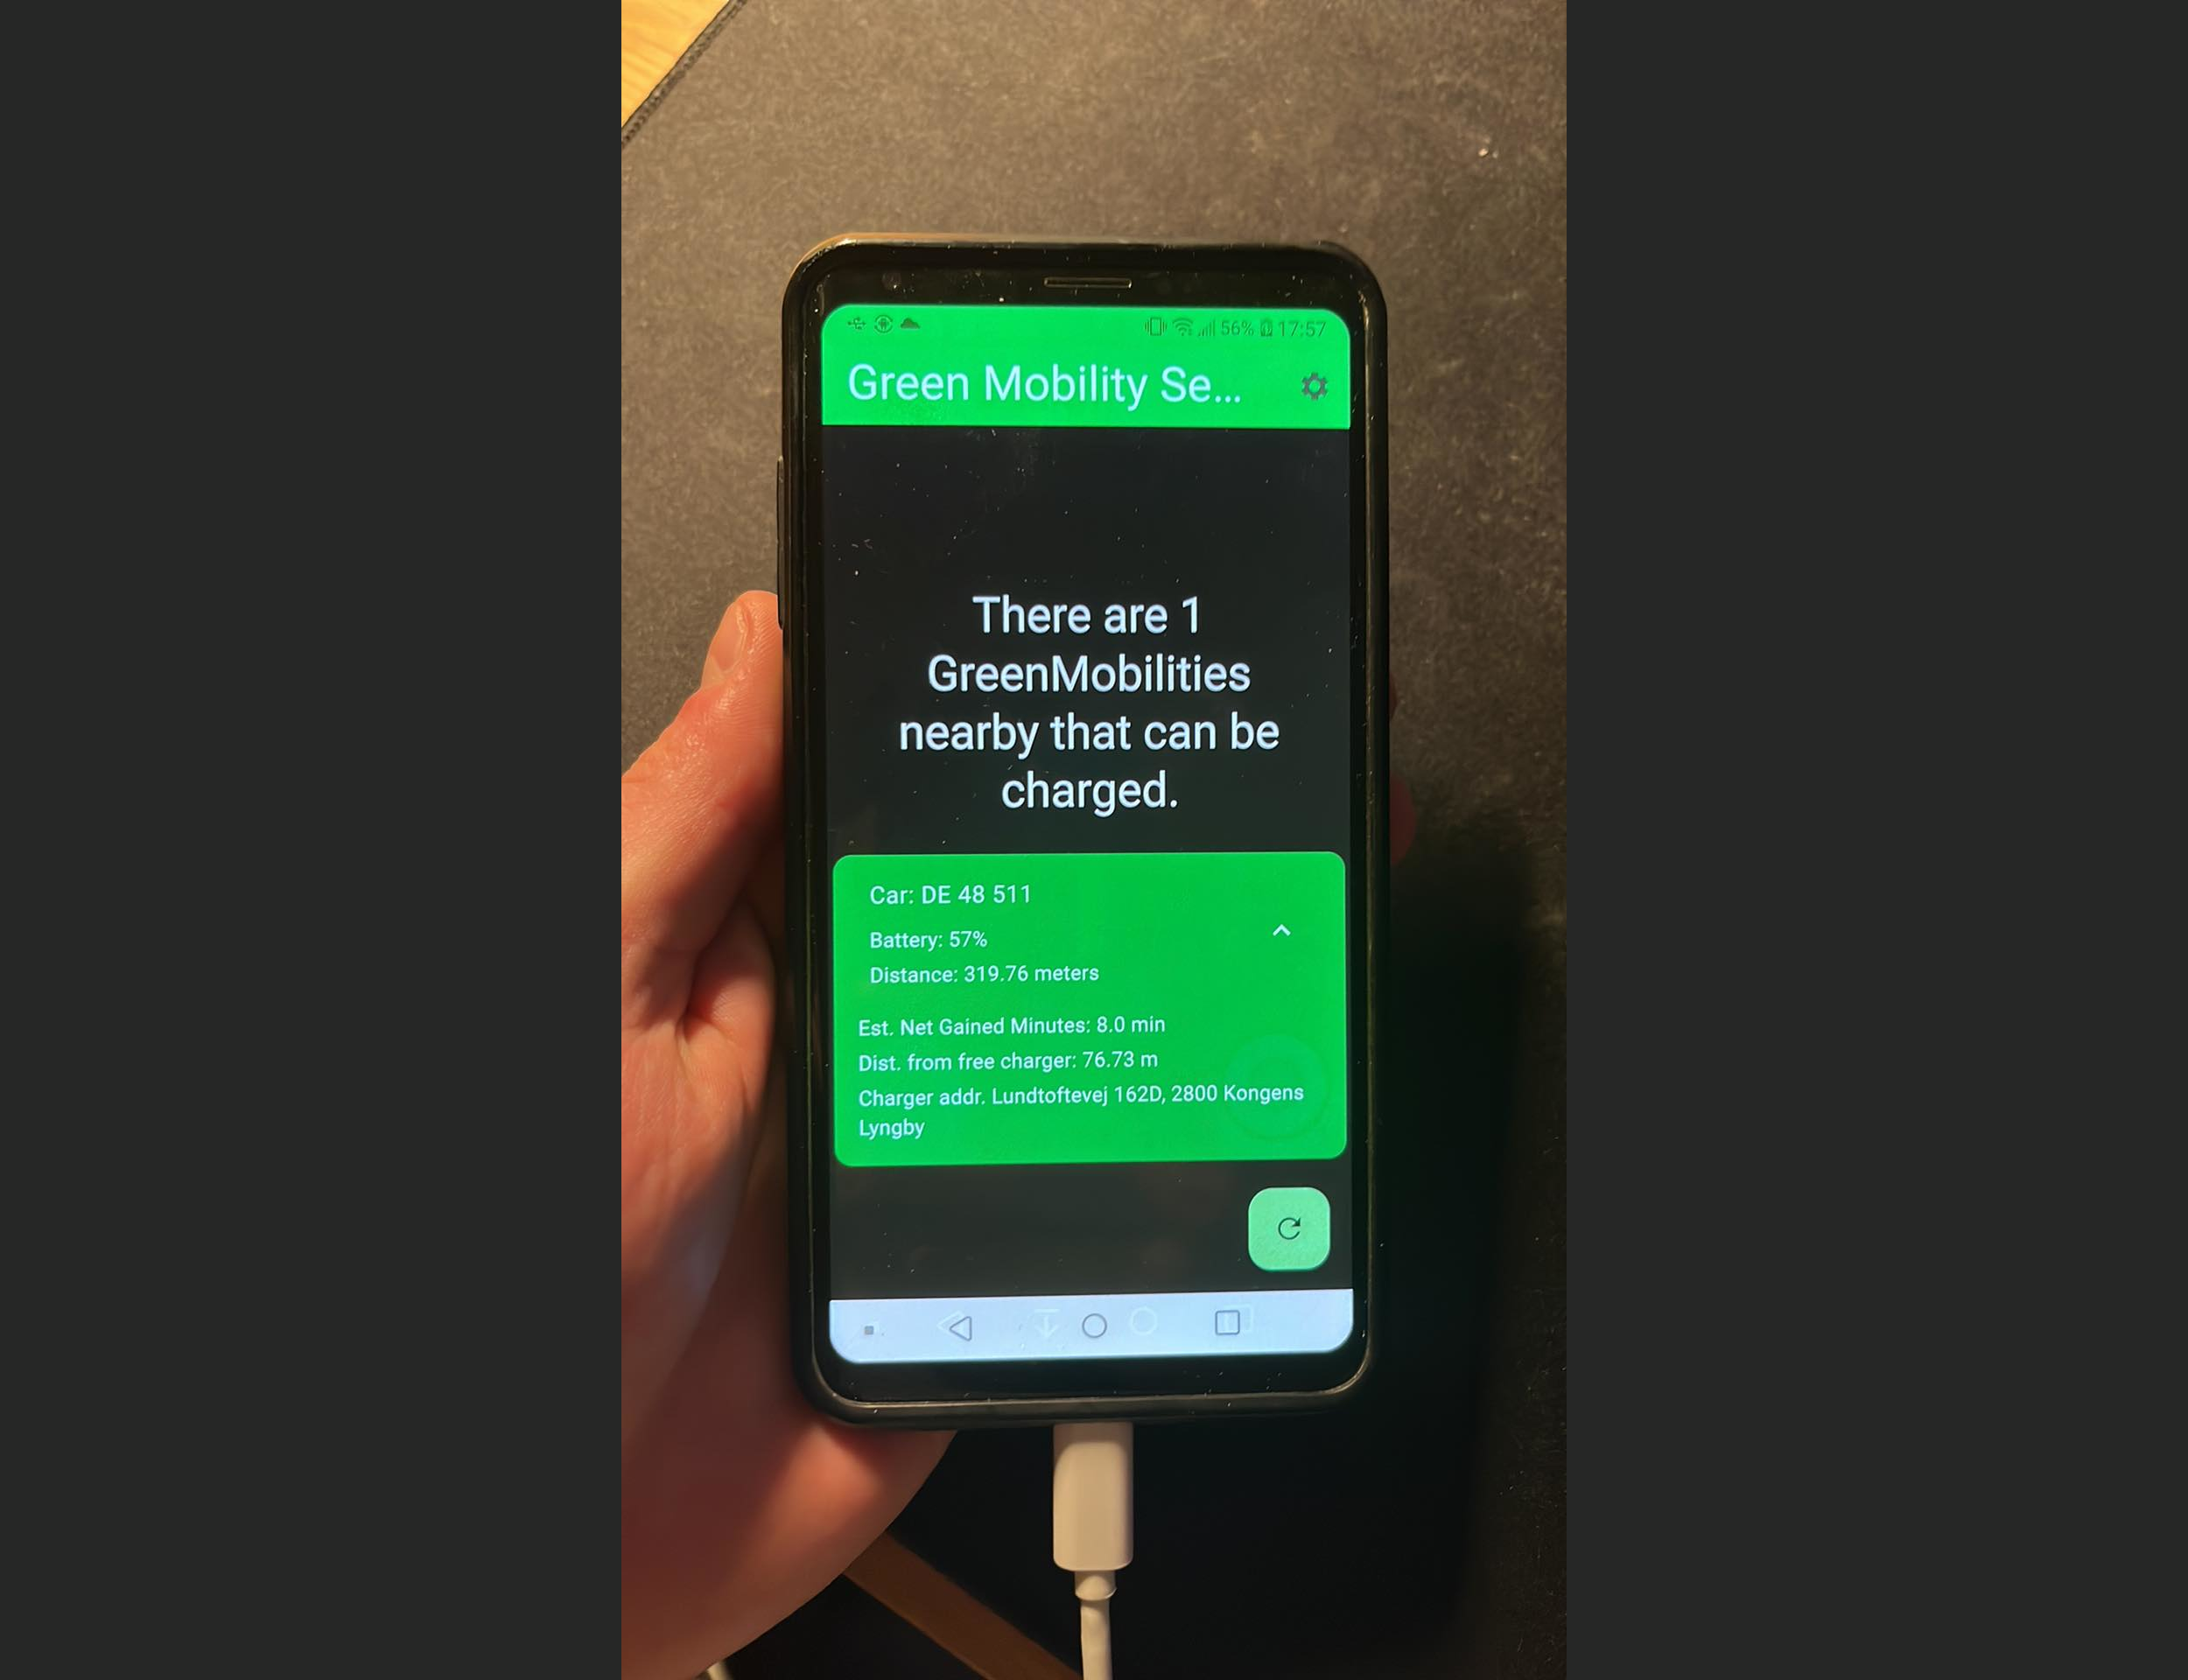 56% 17:57
Green Mobility Se...
There are 1
GreenMobilities
nearby that can be
charged.
Car: DE 48 511
Battery: 57%
Distance: 319.76 meters
Est. Net Gained Minutes: 8.0 min
Dist. from free charger: 76.73 m
Charger addr. Lundtoftevej 162D, 2800 Kongens
Lyngby